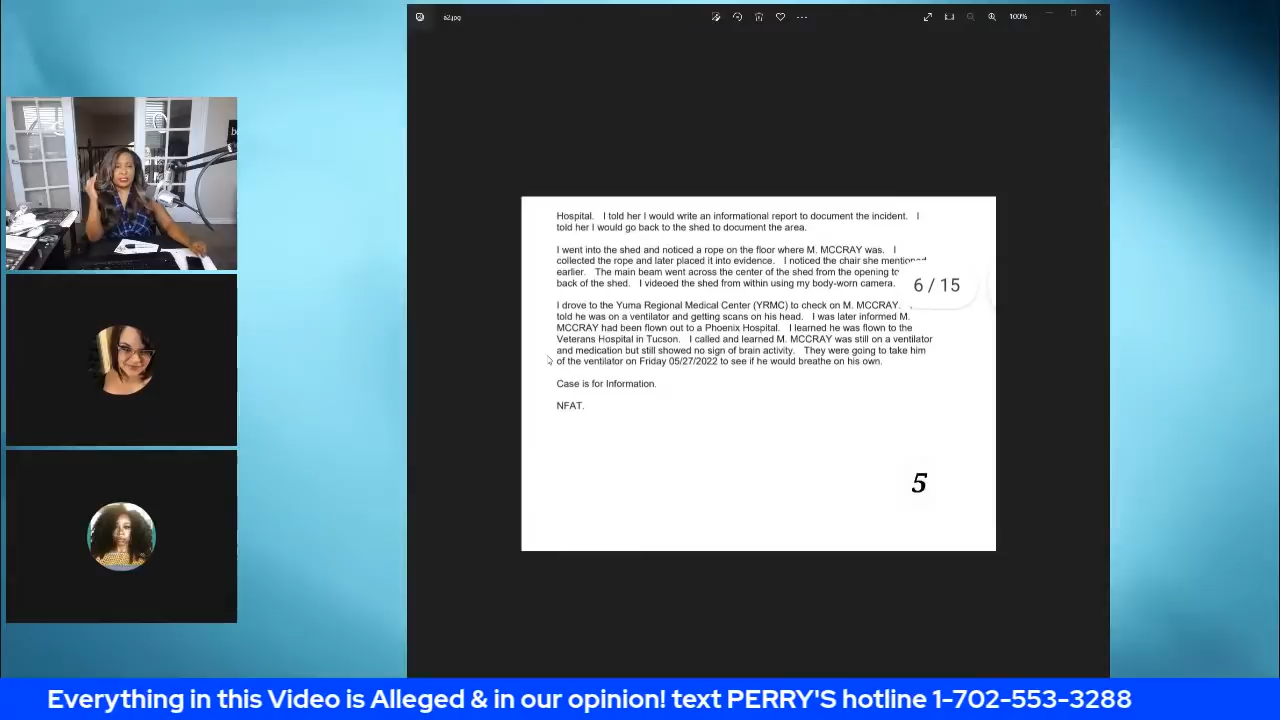 a2.jpg
100%
Hospital. I told her I would write an informational report to document the incident. I
told her I would go back to the shed to document the area.
I went into the shed and noticed a rope on the floor where M. MCCRAY was. I
collected the rope and later placed it into evidence. I noticed the chair she mentioned
earlier. The main beam went across the center of the shed from the opening to
back of the shed. I videoed the shed from within using my body-worn camera.
6 / 15
I drove to the Yuma Regional Medical Center (YRMC) to check on M. MCCRAY.
told he was on a ventilator and getting scans on his head. I was later informed M.
MCCRAY had been flown out to a Phoenix Hospital. I learned he was flown to the
Veterans Hospital in Tucson. I called and learned M. MCCRAY was still on a ventilator
and medication but still showed no sign of brain activity. They were going to take him
of the ventilator on Friday 05/27/2022 to see if he would breathe on his own.
Case is for Information.
NFAT.
5
Everything in this Video is Alleged & in our opinion! text PERRY'S hotline 1-702-553-3288